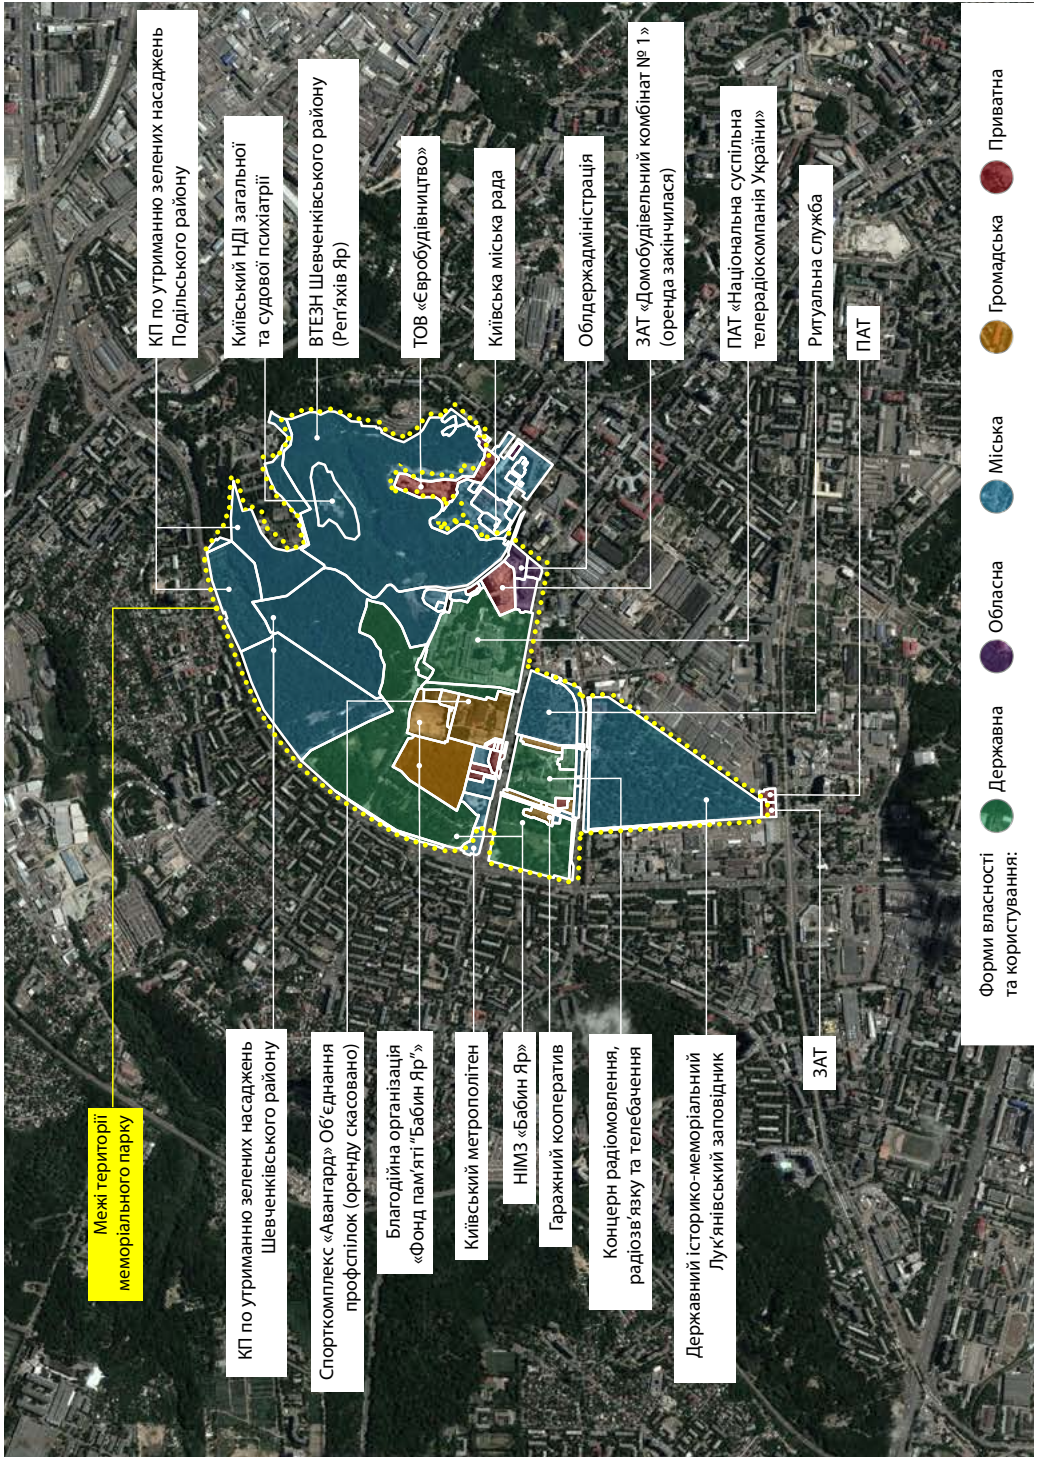 Межі території
меморіального парку
КП по утриманню зелених насаджень
Шевченківського району
Спорткомплекс «Авангард» Об’єднання
профспілок (оренду скасовано)
Благодійна організація
«Фонд пам’яті “Бабин Яр”»
Київський метрополітен
НІМЗ «Бабин Яр»
Гаражний кооператив
Концерн радіомовлення,
радіозв’язку та телебачення
Державний історико-меморіальний
Лук’янівський заповідник
ЗАТ
КП по утриманню зелених насаджень
Подільського району
Київський НДІ загальної
та судової психіатрії
ВТЕЗН Шевченківського району
(Реп’яхів Яр)
ТОВ «Євробудівництво»
Київська міська рада
Облдержадміністрація
ЗАТ «Домобудівельний комбінат № 1»
(оренда закінчилася)
ПАТ «Національна суспільна
телерадіокомпанія України»
Ритуальна служба
ПАТ
Форми власності
та користування:
Державна
Обласна
Міська
Громадська
Приватна